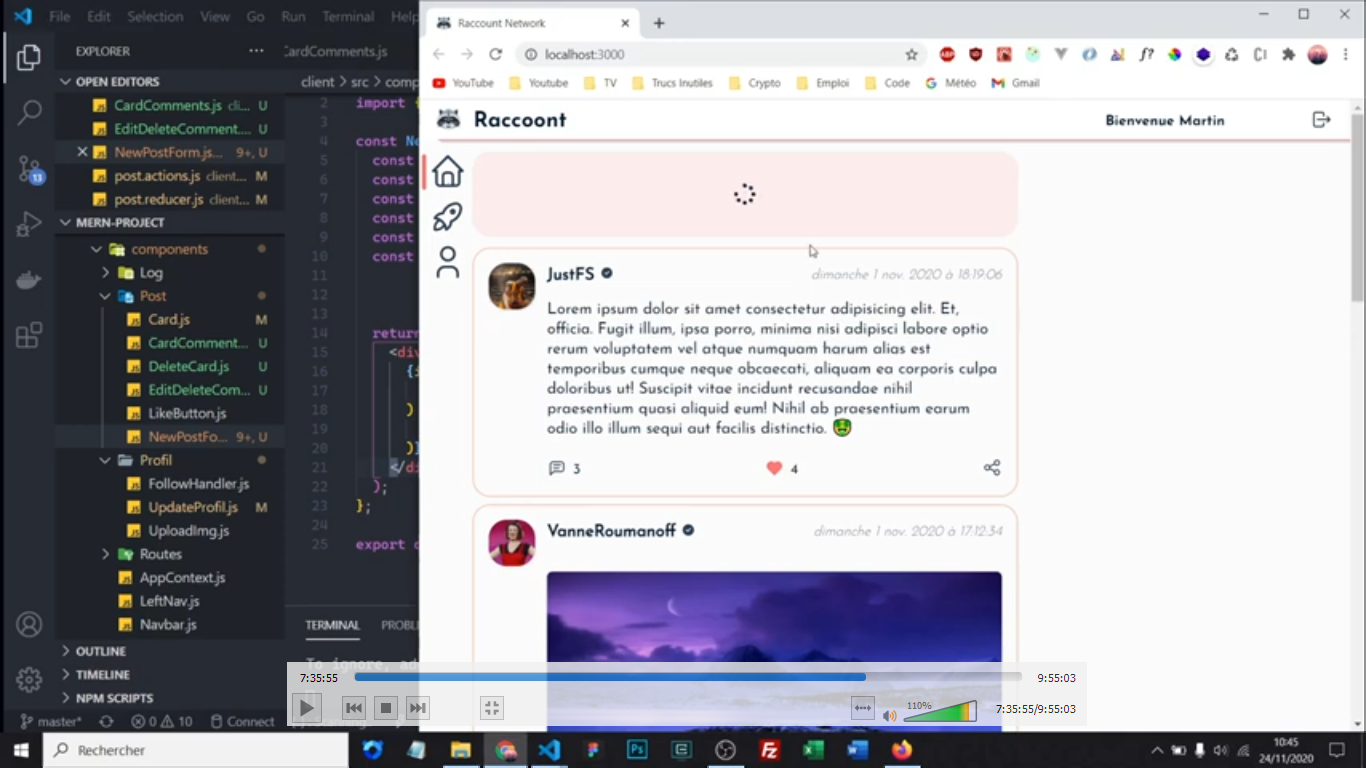 File Edit Selection View Go Run Terminal Help
Raccount Network
localhost:3000
YouTube Youtube TV Trucs Inutiles Crypto Emploi Code Météo Gmail
EXPLORER
OPEN EDITORS
CardComments.js cli... U
EditDeleteComment.... U
NewPostForm.js... 9+, U
post.actions.js client... M
post.reducer.js client... M
MERN-PROJECT
components
Log
Post
Card.js M
CardComment... U
DeleteCard.js U
EditDeleteCom... U
LikeButton.js
NewPostFo... 9+, U
Profil
FollowHandler.js
UpdateProfil.js M
UploadImg.js
Routes
AppContext.js
LeftNav.js
Navbar.js
OUTLINE
TIMELINE
NPM SCRIPTS
13
CardComments.js
client > src > comp
2 import {
3
4 const Ne
5 const
6 const
7 const
8 const
9 const
10 const
11
12
13
14 return
15 <div
16 {i
17
18 )
19
20 )}
21 </di
22 );
23 };
24
25 export d
TERMINAL PROBL
To ignore, ad
Raccoont
Bienvenue Martin
JustFS
dimanche 1 nov. 2020 à 18:19:06
Lorem ipsum dolor sit amet consectetur adipisicing elit. Et,
officia. Fugit illum, ipsa porro, minima nisi adipisci labore optio
rerum voluptatem vel atque numquam harum alias est
temporibus cumque neque obcaecati, aliquam ea corporis culpa
doloribus ut! Suscipit vitae incidunt recusandae nihil
praesentium quasi aliquid eum! Nihil ab praesentium earum
odio illo illum sequi aut facilis distinctio.
3 4
VanneRoumanoff
dimanche 1 nov. 2020 à 17:12:34
7:35:55 9:55:03
110%
7:35:55/9:55:03
master* 0 10 Connect
Rechercher
10:45
24/11/2020